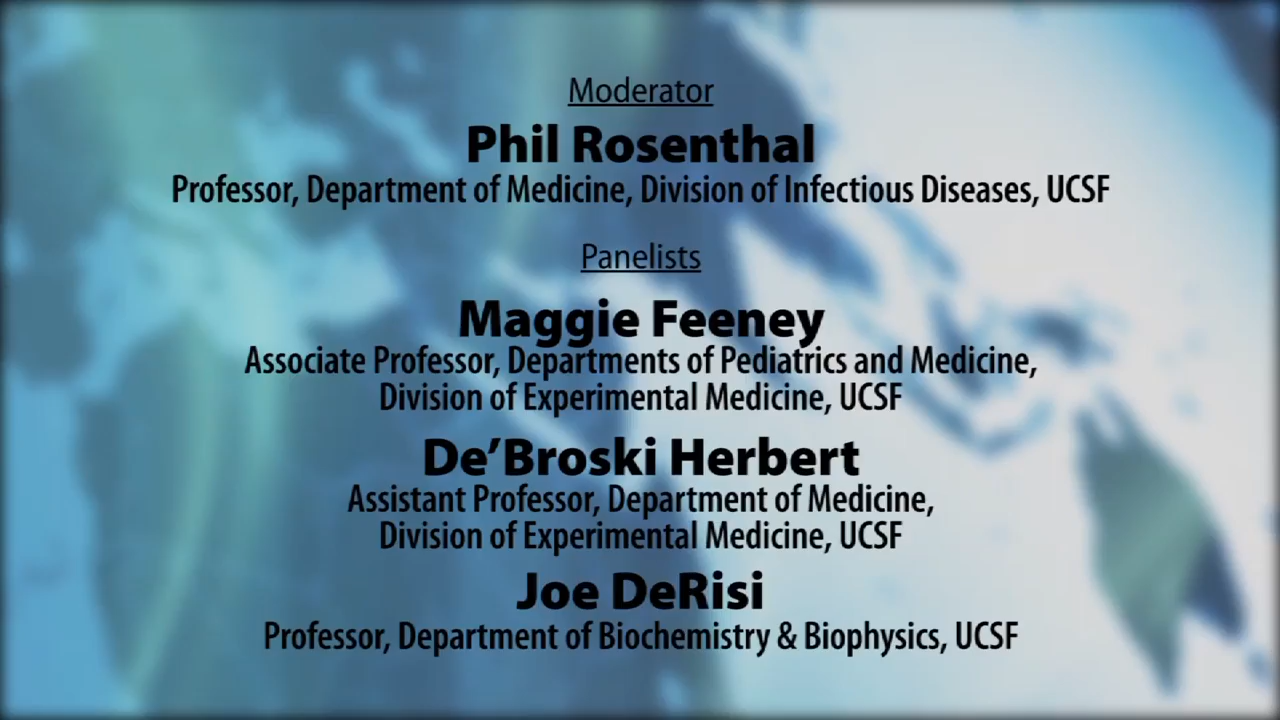 Moderator
Phil Rosenthal
Professor, Department of Medicine, Division of Infectious Diseases, UCSF
Panelists
Maggie Feeney
Associate Professor, Departments of Pediatrics and Medicine,
Division of Experimental Medicine, UCSF
De’Broski Herbert
Assistant Professor, Department of Medicine,
Division of Experimental Medicine, UCSF
Joe DeRisi
Professor, Department of Biochemistry & Biophysics, UCSF